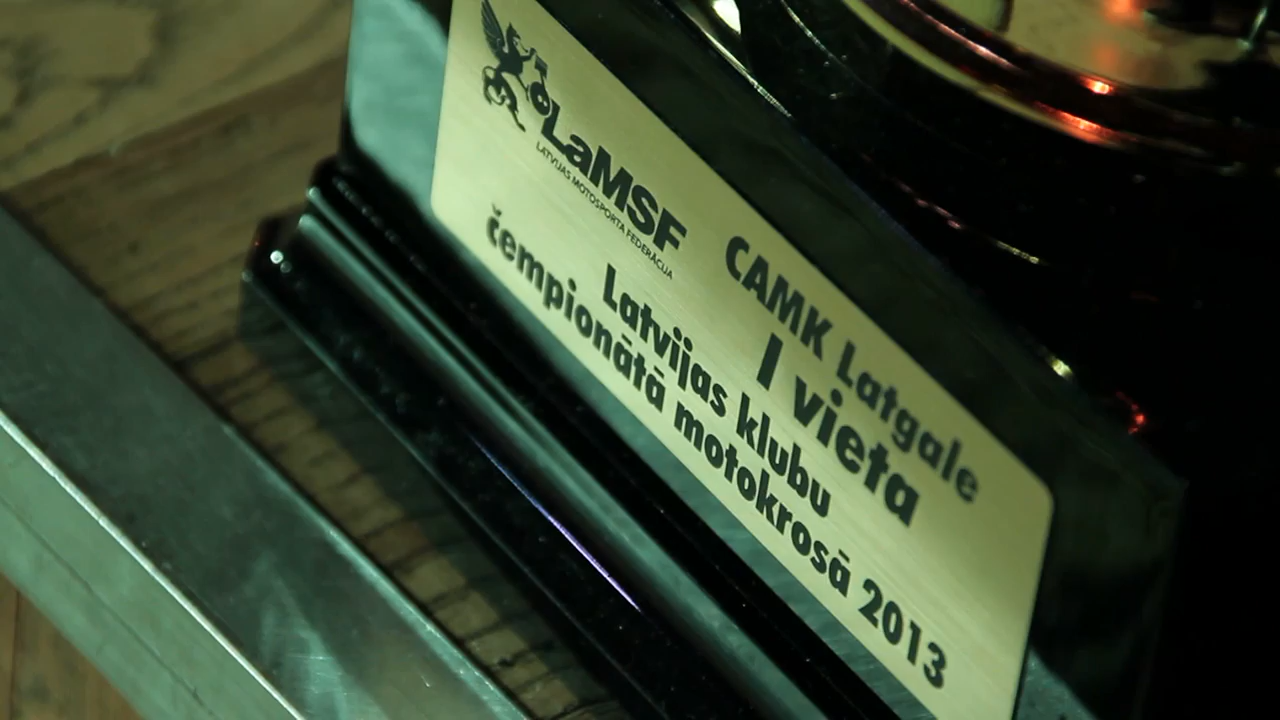 LaMSF
LATVIJAS MOTOSPORTA FEDERĀCIJA
CAMK Latgale
I vieta
Latvijas klubu
čempionātā motokrosā 2013